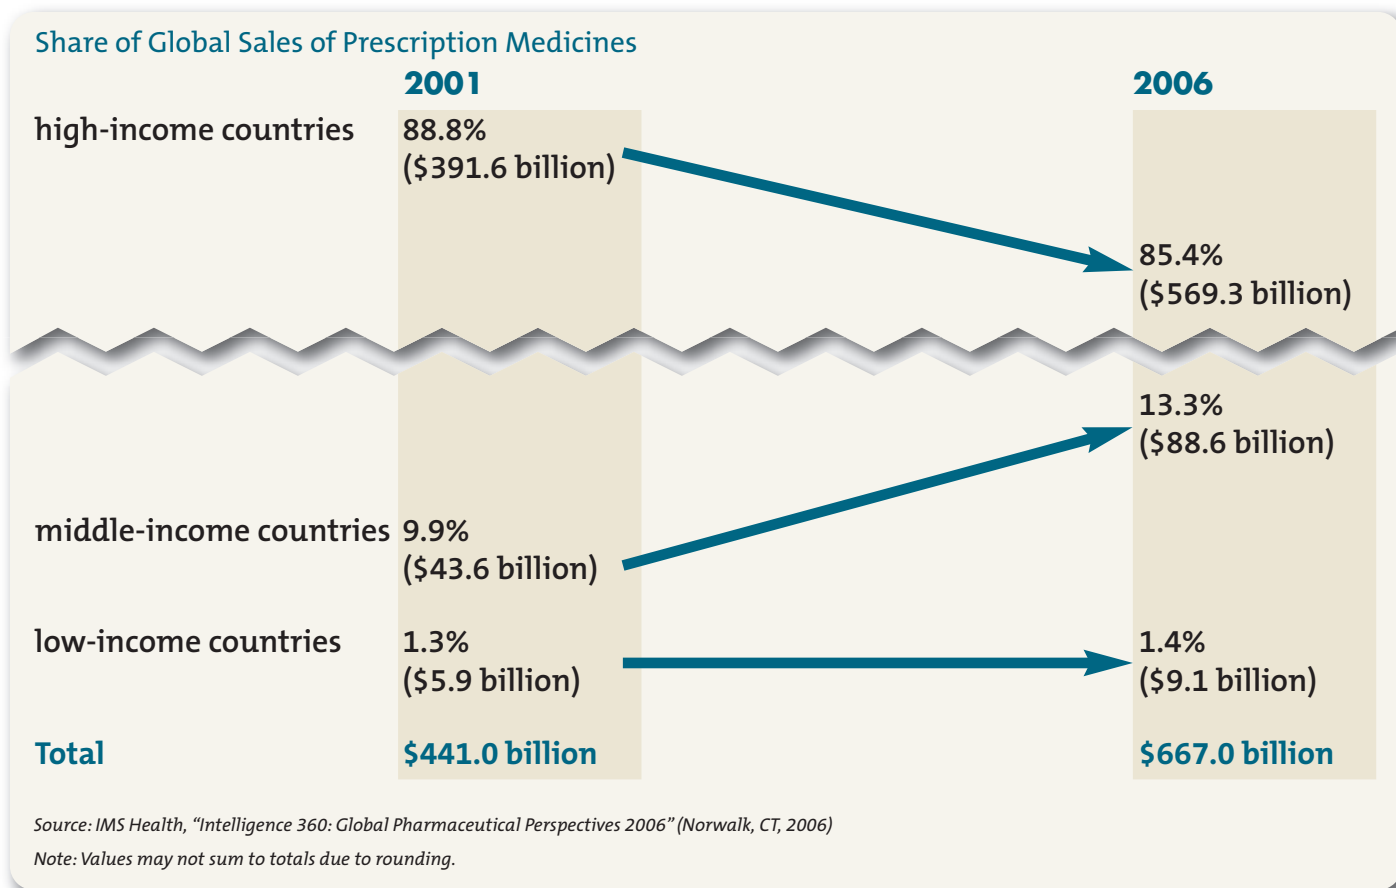 Share of Global Sales of Prescription Medicines
2001 2006
high-income countries 88.8%
($391.6 billion)
85.4%
($569.3 billion)
13.3%
($88.6 billion)
middle-income countries 9.9%
($43.6 billion)
low-income countries 1.3% 1.4%
($5.9 billion) ($9.1 billion)
Total $441.0 billion $667.0 billion
Source: IMS Health, “Intelligence 360: Global Pharmaceutical Perspectives 2006” (Norwalk, CT, 2006)
Note: Values may not sum to totals due to rounding.